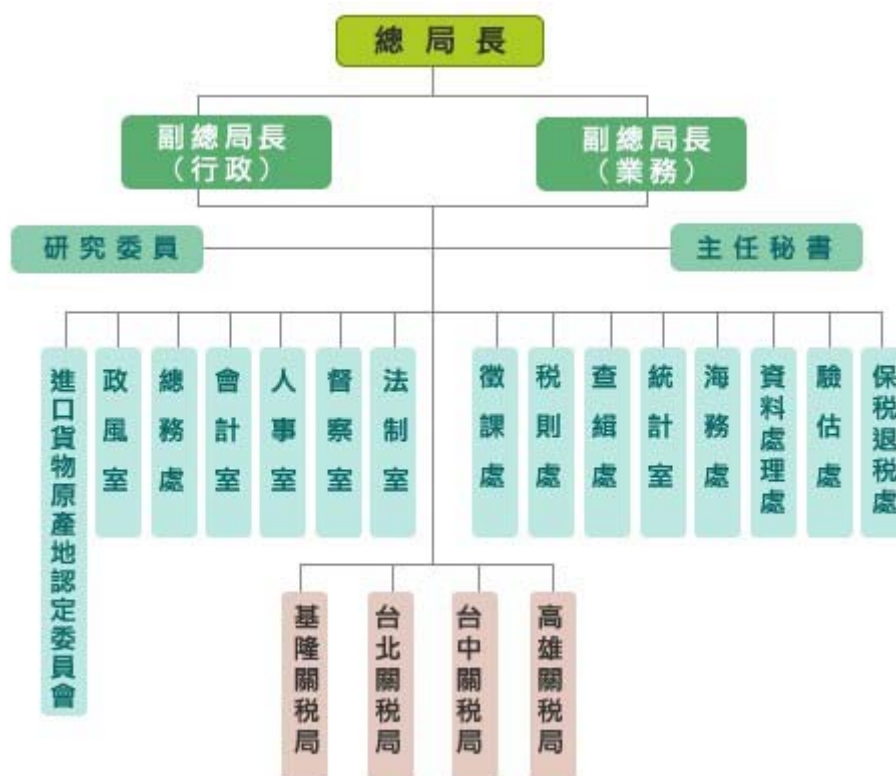 總局長
副總局長
（行政）
副總局長
（業務）
研究委員
主任秘書
進口貨物原產地認定委員會
政風室
總務處
會計室
人事室
督察室
法制室
徵課處
稅則處
查緝處
統計室
海務處
資料處理處
驗估處
保稅退稅處
基隆關稅局
台北關稅局
台中關稅局
高雄關稅局